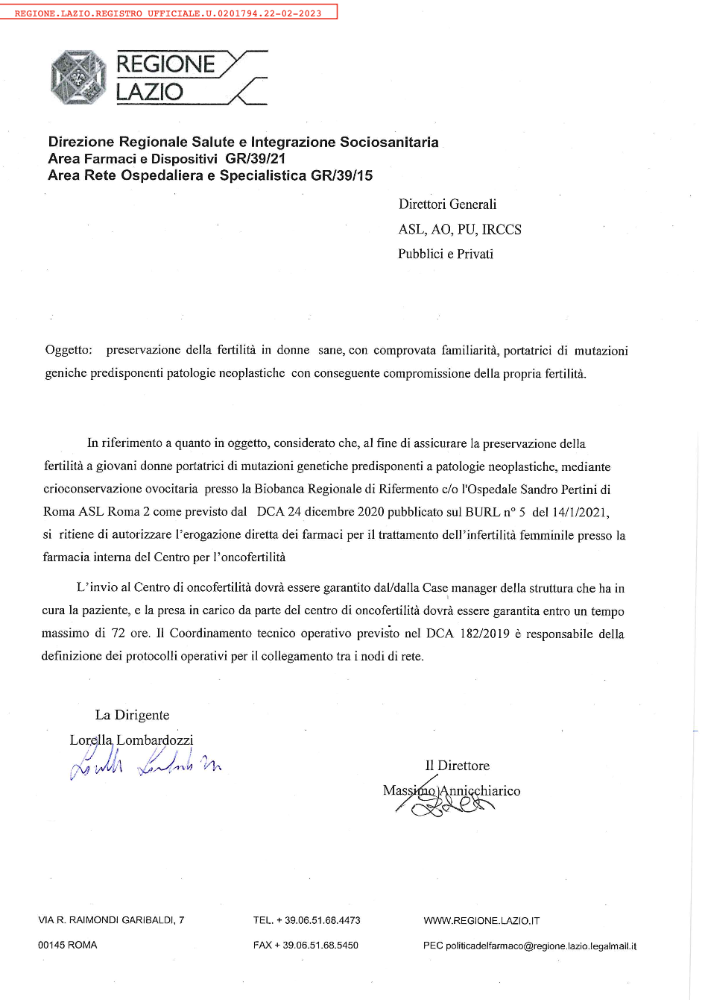 REGIONE.LAZIO.REGISTRO UFFICIALE.U.0201794.22-02-2023
REGIONE
LAZIO
Direzione Regionale Salute e Integrazione Sociosanitaria
Area Farmaci e Dispositivi GR/39/21
Area Rete Ospedaliera e Specialistica GR/39/15
Direttori Generali
ASL, AO, PU, IRCCS
Pubblici e Privati
Oggetto: preservazione della fertilità in donne sane, con comprovata familiarità, portatrici di mutazioni
geniche predisponenti patologie neoplastiche con conseguente compromissione della propria fertilità.
In riferimento a quanto in oggetto, considerato che, al fine di assicurare la preservazione della
fertilità a giovani donne portatrici di mutazioni genetiche predisponenti a patologie neoplastiche, mediante
crioconservazione ovocitaria presso la Biobanca Regionale di Rifermento c/o l'Ospedale Sandro Pertini di
Roma ASL Roma 2 come previsto dal DCA 24 dicembre 2020 pubblicato sul BURL n° 5 del 14/1/2021,
si ritiene di autorizzare l'erogazione diretta dei farmaci per il trattamento dell'infertilità femminile presso la
farmacia interna del Centro per l'oncofertilità
L'invio al Centro di oncofertilità dovrà essere garantito dal/dalla Case manager della struttura che ha in
cura la paziente, e la presa in carico da parte del centro di oncofertilità dovrà essere garantita entro un tempo
massimo di 72 ore. Il Coordinamento tecnico operativo previsto nel DCA 182/2019 è responsabile della
definizione dei protocolli operativi per il collegamento tra i nodi di rete.
La Dirigente
Lorella Lombardozzi
Il Direttore
Massimo Annicchiarico
VIA R. RAIMONDI GARIBALDI, 7 TEL. + 39.06.51.68.4473 WWW.REGIONE.LAZIO.IT
00145 ROMA FAX + 39.06.51.68.5450 PEC politicadelfarmaco@regione.lazio.legalmail.it